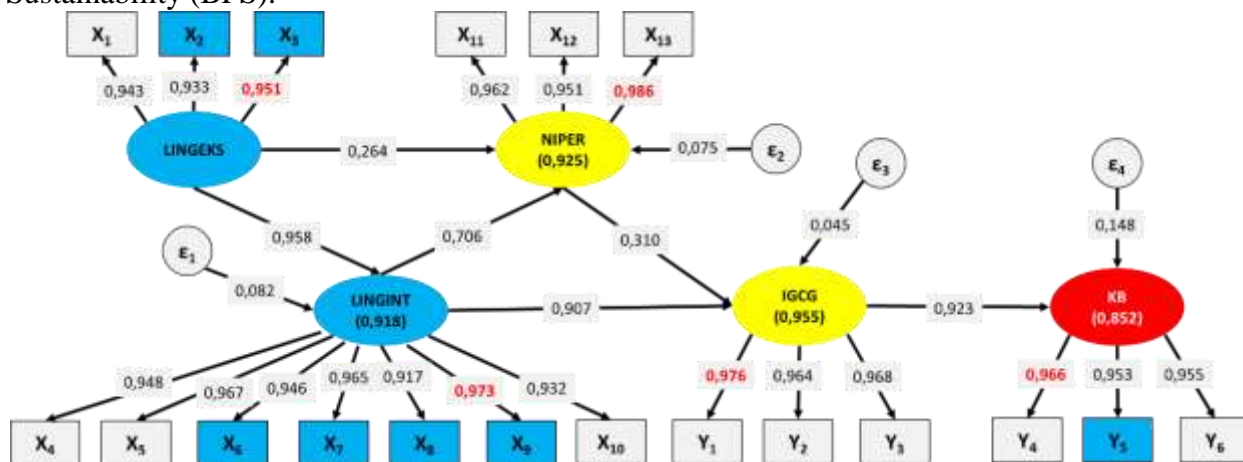 Sustainability (BPS).
X1 X2 X3 X11 X12 X13
0,943 0,933 0,951 0,962 0,951 0,986
LINGEKS
0,264
NIPER
(0,925)
0,075
ε2
ε3
ε4
0,958
0,706
0,310
0,045
0,148
ε1
0,082
LINGINT
(0,918)
0,907
IGCG
(0,955)
0,923
KB
(0,852)
0,948 0,967 0,946 0,965 0,917 0,973 0,932
0,976 0,964 0,968
0,966 0,953 0,955
X4 X5 X6 X7 X8 X9 X10 Y1 Y2 Y3 Y4 Y5 Y6